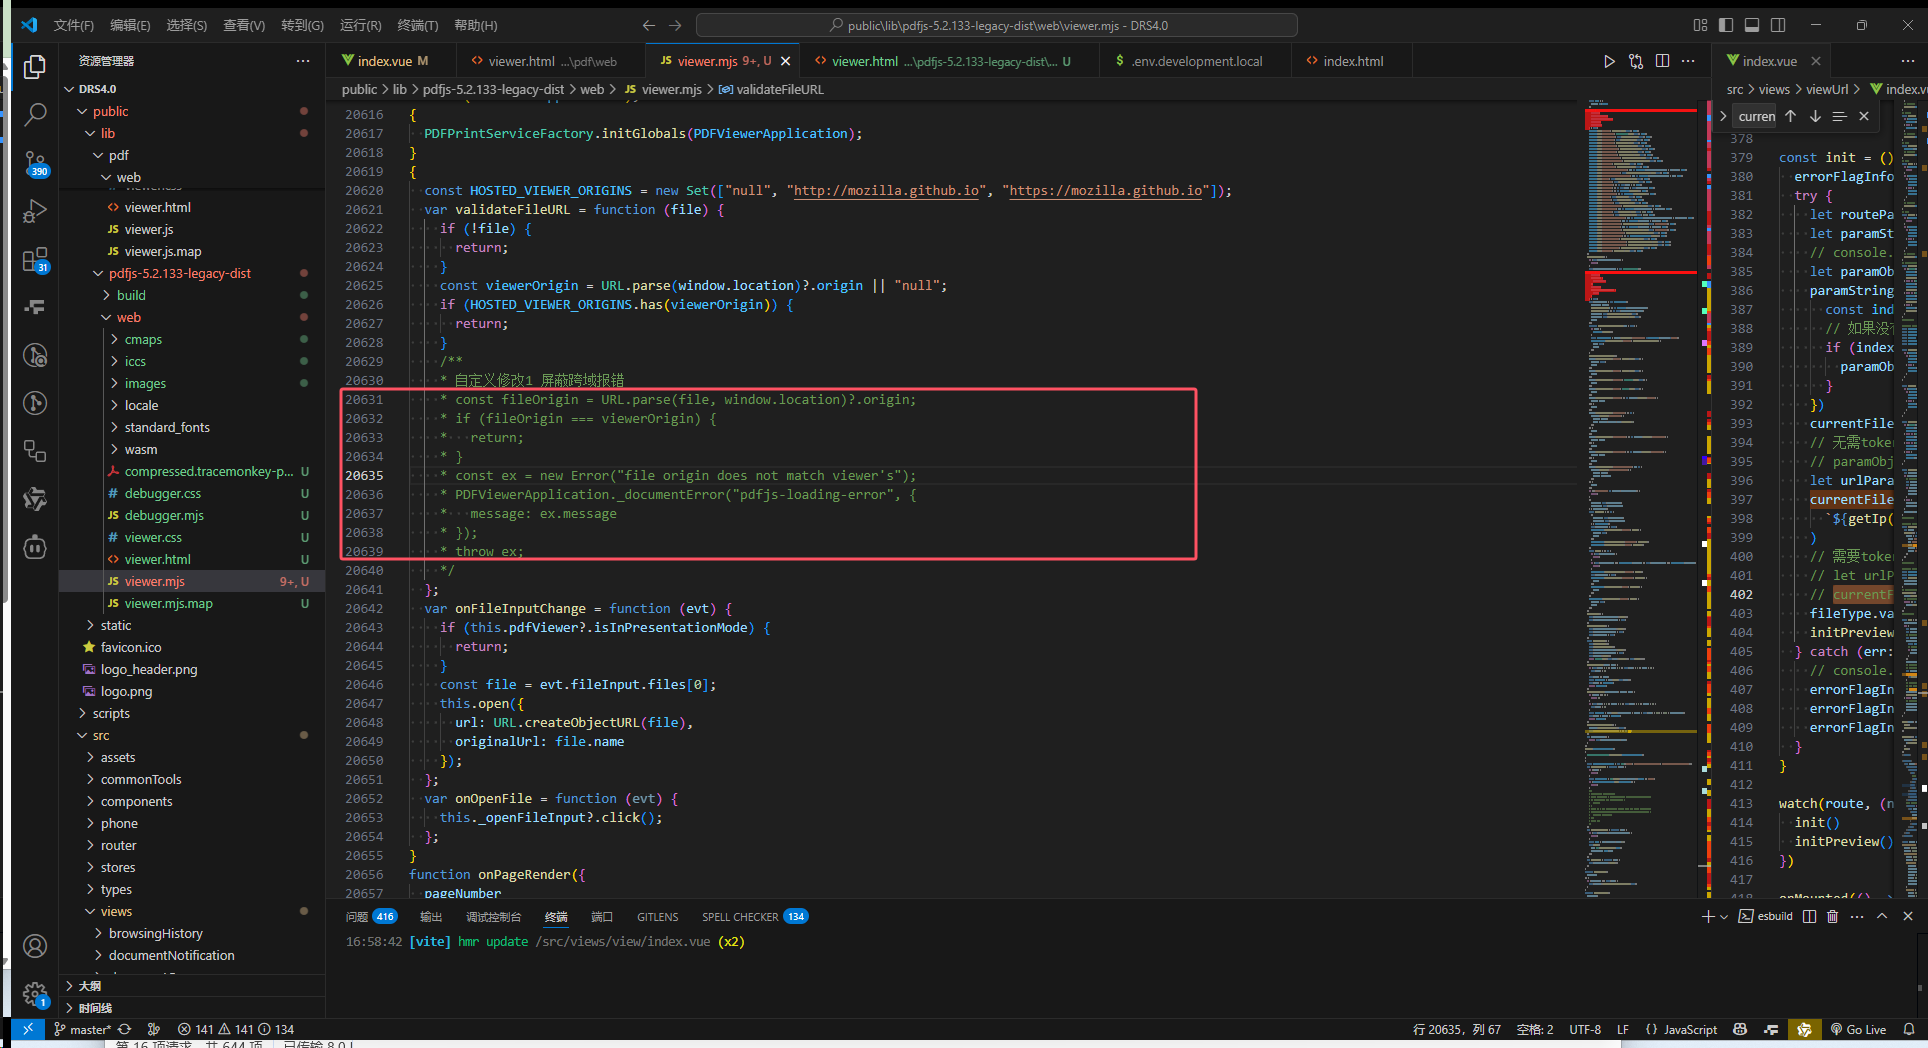 文件(F) 编辑(E) 选择(S) 查看(V) 转到(G) 运行(R) 终端(T) 帮助(H)
public\lib\pdfjs-5.2.133-legacy-dist\web\viewer.mjs - DRS4.0
资源管理器
index.vue M
viewer.html ...\pdf\web
JS viewer.mjs 9+, U
viewer.html ...\pdfjs-5.2.133-legacy-dist\... U
$ .env.development.local
index.html
index.vue
public > lib > pdfjs-5.2.133-legacy-dist > web > JS viewer.mjs > validateFileURL
src > views > viewUrl > index.v
curren
DRS4.0
public
lib
pdf
web
viewer.html
JS viewer.js
JS viewer.js.map
pdfjs-5.2.133-legacy-dist
build
web
cmaps
iccs
images
locale
standard_fonts
wasm
compressed.tracemonkey-p... U
# debugger.css U
JS debugger.mjs U
# viewer.css U
viewer.html U
JS viewer.mjs 9+, U
JS viewer.mjs.map U
static
favicon.ico
logo_header.png
logo.png
scripts
src
assets
commonTools
components
phone
router
stores
types
views
browsingHistory
documentNotification
大纲
时间线
390
31
1
20616 {
20617 PDFPrintServiceFactory.initGlobals(PDFViewerApplication);
20618 }
20619 {
20620 const HOSTED_VIEWER_ORIGINS = new Set(["null", "http://mozilla.github.io", "https://mozilla.github.io"]);
20621 var validateFileURL = function (file) {
20622 if (!file) {
20623 return;
20624 }
20625 const viewerOrigin = URL.parse(window.location)?.origin || "null";
20626 if (HOSTED_VIEWER_ORIGINS.has(viewerOrigin)) {
20627 return;
20628 }
20629 /**
20630 * 自定义修改1 屏蔽跨域报错
20631 * const fileOrigin = URL.parse(file, window.location)?.origin;
20632 * if (fileOrigin === viewerOrigin) {
20633 * return;
20634 * }
20635 * const ex = new Error("file origin does not match viewer's");
20636 * PDFViewerApplication._documentError("pdfjs-loading-error", {
20637 * message: ex.message
20638 * });
20639 * throw ex;
20640 */
20641 };
20642 var onFileInputChange = function (evt) {
20643 if (this.pdfViewer?.isInPresentationMode) {
20644 return;
20645 }
20646 const file = evt.fileInput.files[0];
20647 this.open({
20648 url: URL.createObjectURL(file),
20649 originalUrl: file.name
20650 });
20651 };
20652 var onOpenFile = function (evt) {
20653 this._openFileInput?.click();
20654 };
20655 }
20656 function onPageRender({
20657 pageNumber
378
379 const init = ()
380 errorFlagInfo
381 try {
382 let routePa
383 let paramSt
384 // console.
385 let paramOb
386 paramString
387 const ind
388 // 如果没
389 if (index
390 paramOb
391 }
392 })
393 currentFile
394 // 无需token
395 // paramObj
396 let urlPara
397 currentFile
398 `${getIp(
399 )
400 // 需要token
401 // let urlP
402 // currentF
403 fileType.va
404 initPreview
405 } catch (err:
406 // console.
407 errorFlagIn
408 errorFlagIn
409 errorFlagIn
410 }
411 }
412
413 watch(route, (n
414 init()
415 initPreview()
416 })
417
问题 416 输出 调试控制台 终端 端口 GITLENS SPELL CHECKER 134
esbuild
16:58:42 [vite] hmr update /src/views/view/index.vue (x2)
master* 141 141 134
行 20635，列 67 空格: 2 UTF-8 LF JavaScript Go Live